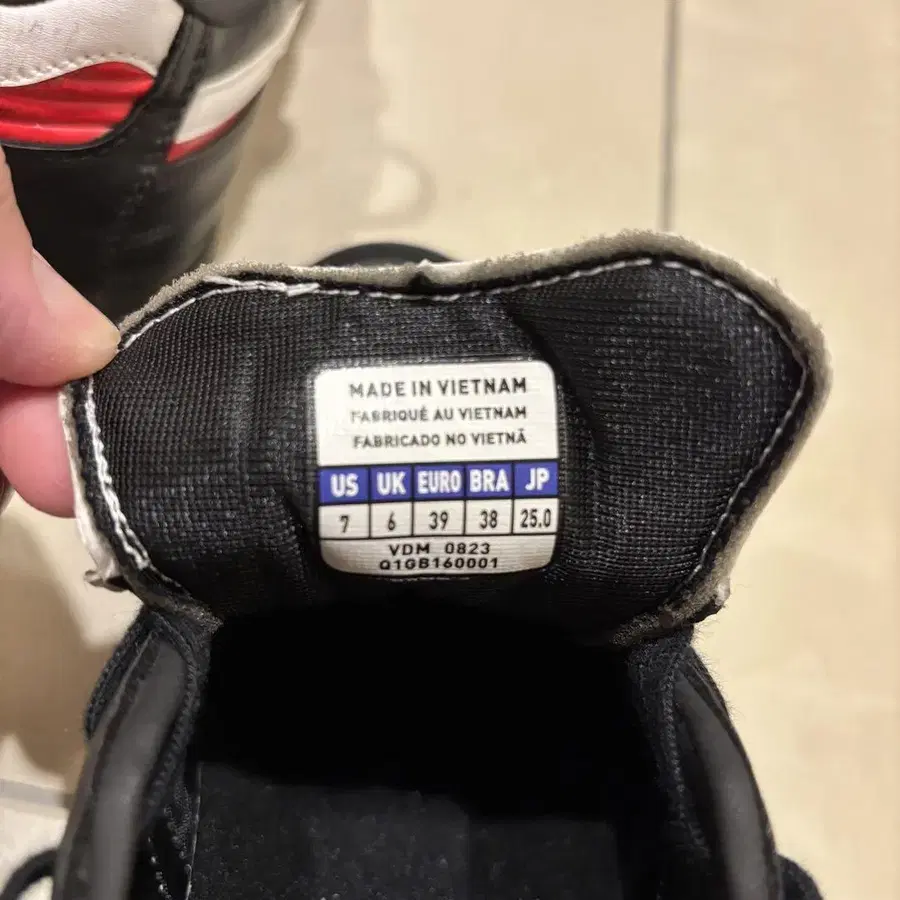 MADE IN VIETNAM
FABRIQUÉ AU VIETNAM
FABRICADO NO VIETNÃ
US UK EURO BRA JP
7 6 39 38 25.0
VDM 0823
Q1GB160001